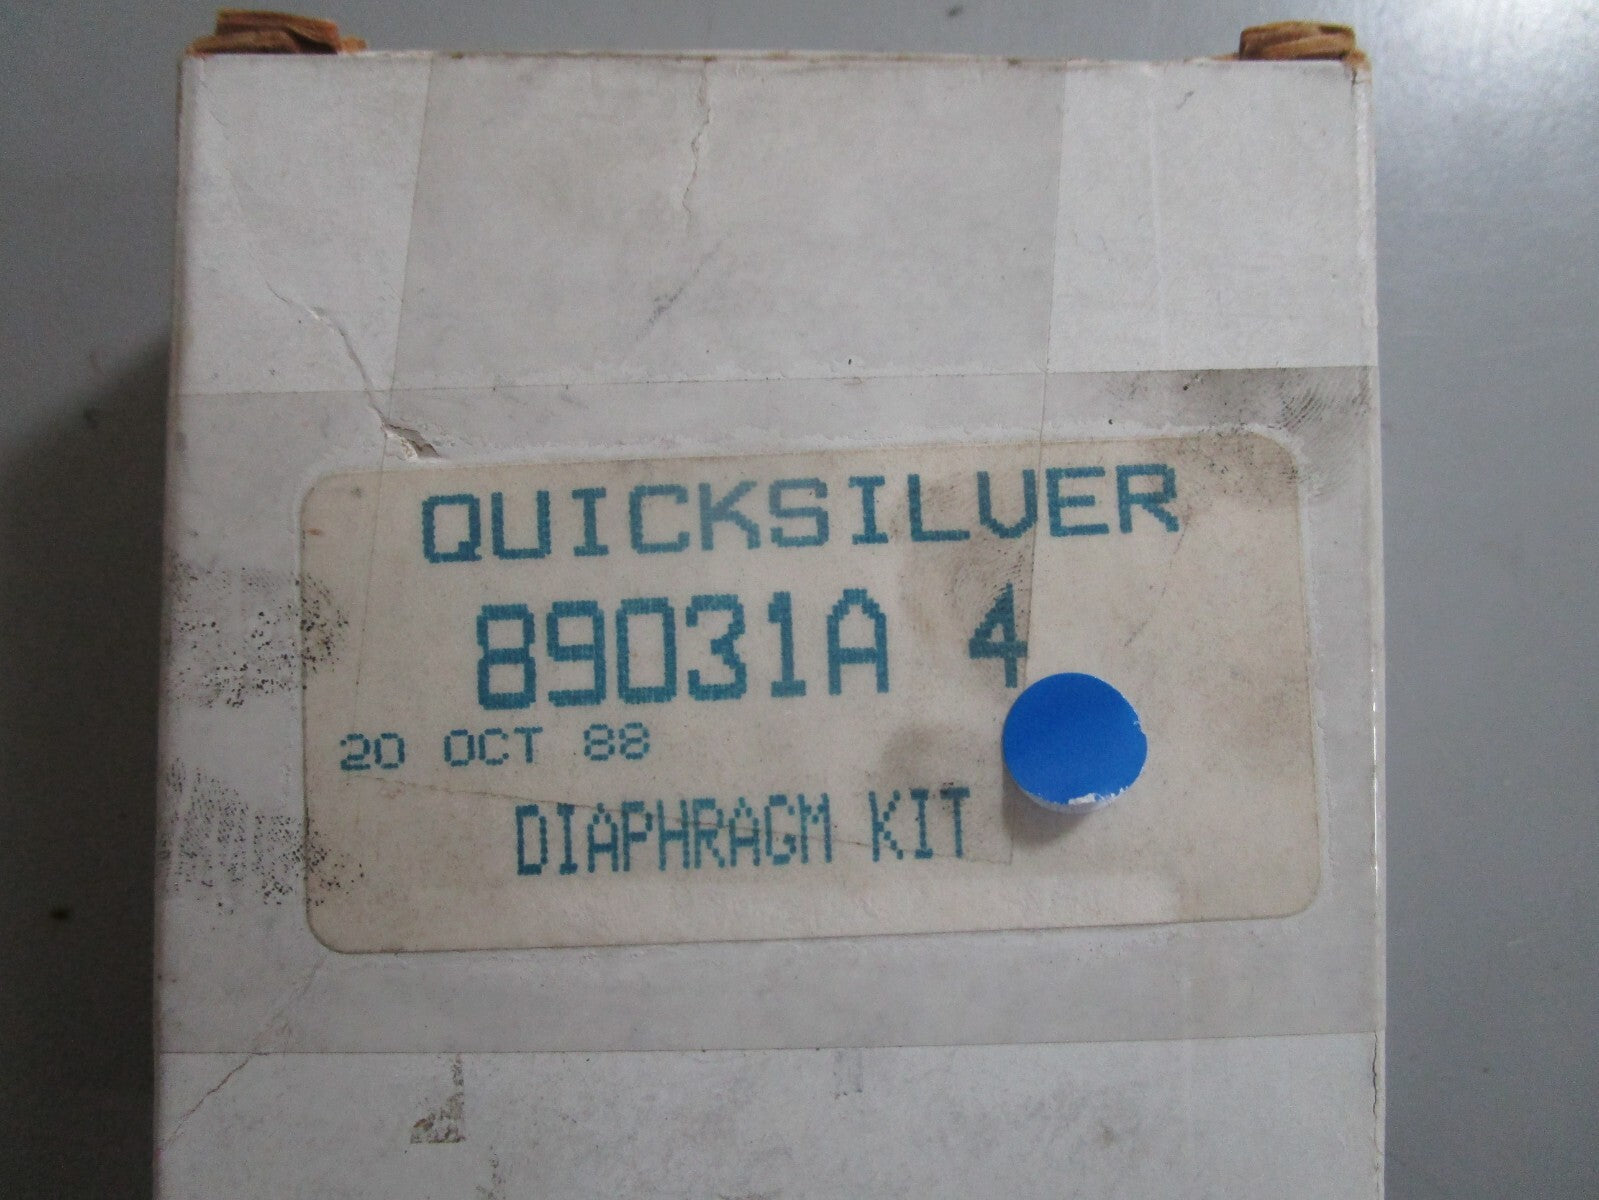 QUICKSILVER
89031A 4
20 OCT 88
DIAPHRAGM KIT